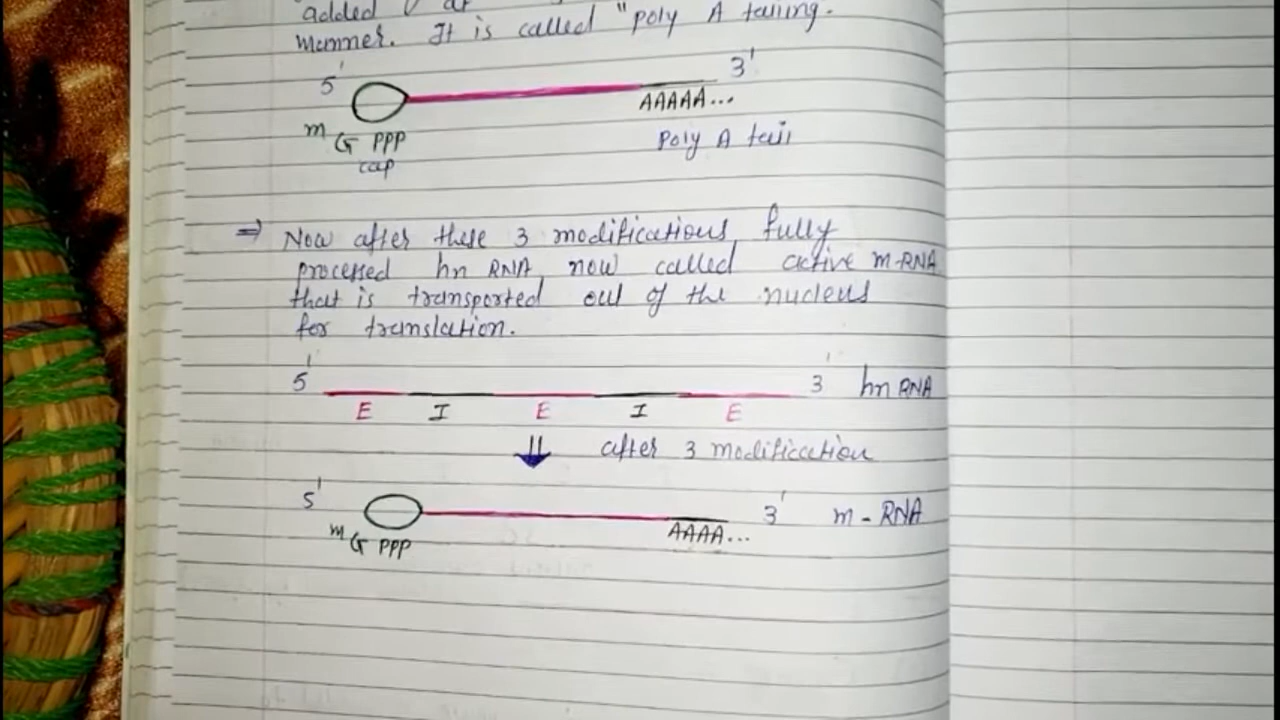 added at
manner. It is called "poly A tailing.
5' 3'
AAAAA...
m G PPP Poly A tail
cap
⇒ Now after these 3 modifications, fully
processed hn RNA, now called active m-RNA
that is transported out of the nucleus
for translation.
5' 3' hn RNA
E I E I E
⇓ after 3 modification
5' 3' m - RNA
m G PPP AAAA...